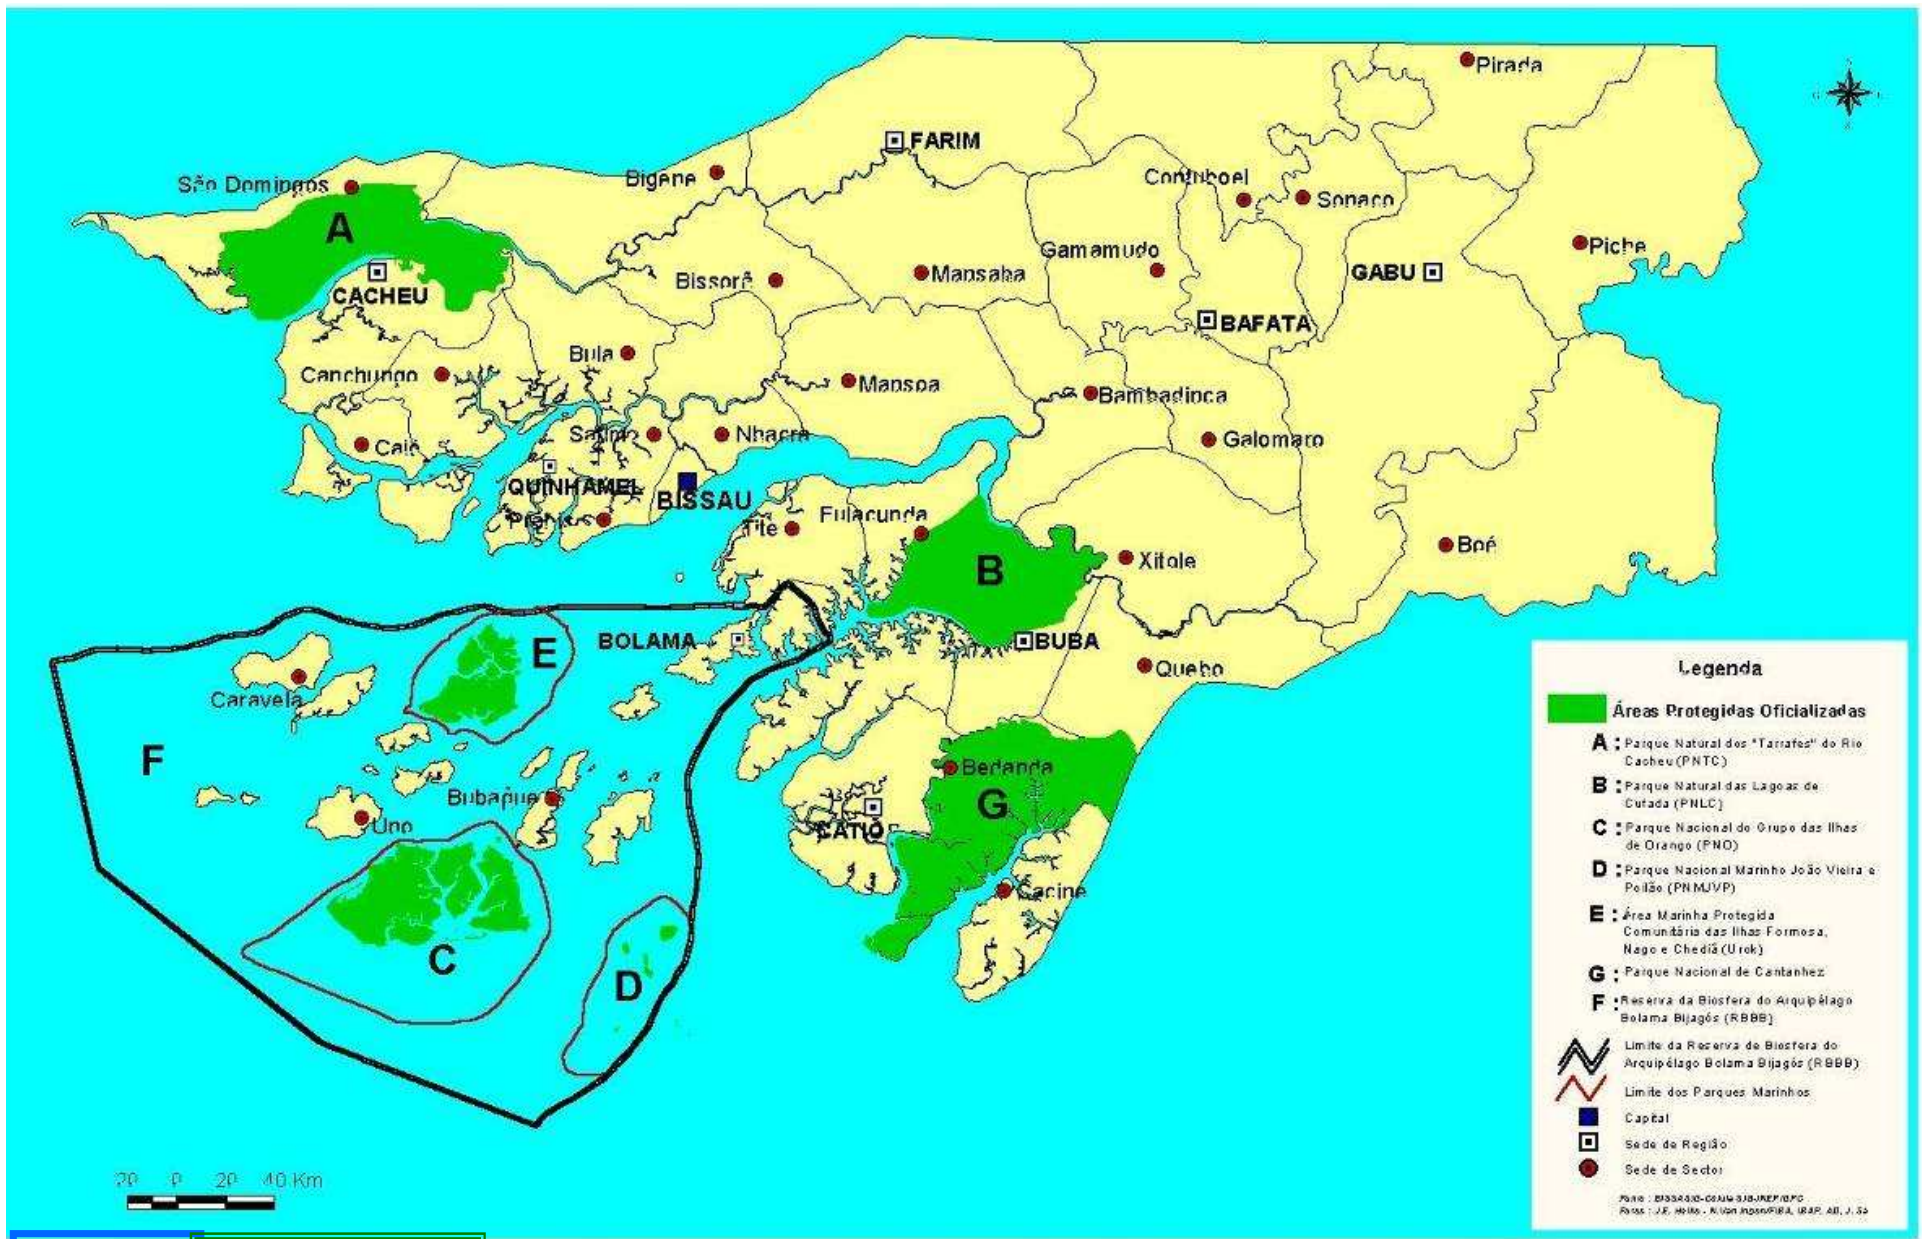 Pirada
FARIM
Bigene
Contuboel
São Domingos
Sonaco
A
Gamamudo
Piche
Bissorã
Mansaba
GABU
CACHEU
BAFATA
Bula
Canchungo
Mansoa
Bambadinca
Safim
Nhacra
Galomaro
Caió
QUINHAMEL
BISSAU
Tite
Fulacunda
Boé
Xitole
B
BOLAMA
BUBA
E
Quebo
Caravela
F
Bedanda
Bubaque
G
Uno
CATIÓ
Cacine
C
D
20 0 20 40 Km
Legenda
Áreas Protegidas Oficializadas
A : Parque Natural dos "Tarrafes" do Rio
Cacheu (PNTC)
B : Parque Natural das Lagoas de
Cufada (PNLC)
C : Parque Nacional do Grupo das Ilhas
de Orango (PNO)
D : Parque Nacional Marinho João Vieira e
Poilão (PNMJVP)
E : Área Marinha Protegida
Comunitária das Ilhas Formosa,
Nago e Chediã (Urok)
G : Parque Nacional de Cantanhez
F : Reserva da Biosfera do Arquipélago
Bolama Bijagós (RBBB)
Limite da Reserva de Biosfera do
Arquipélago Bolama Bijagós (RBBB)
Limite dos Parques Marinhos
Capital
Sede de Região
Sede de Sector